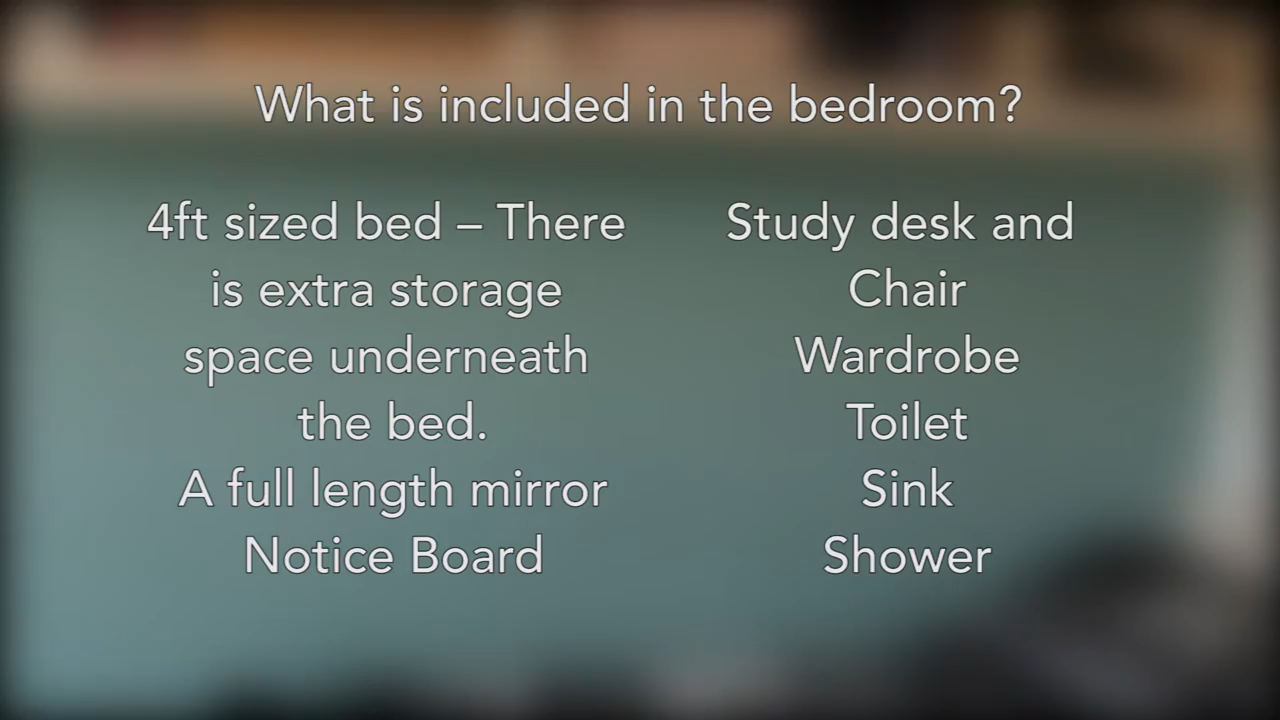 What is included in the bedroom?
4ft sized bed – There
is extra storage
space underneath
the bed.
A full length mirror
Notice Board
Study desk and
Chair
Wardrobe
Toilet
Sink
Shower